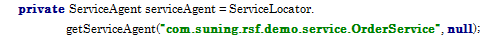 private ServiceAgent serviceAgent = ServiceLocator.
getServiceAgent("com.suning.rsf.demo.service.OrderService", null);